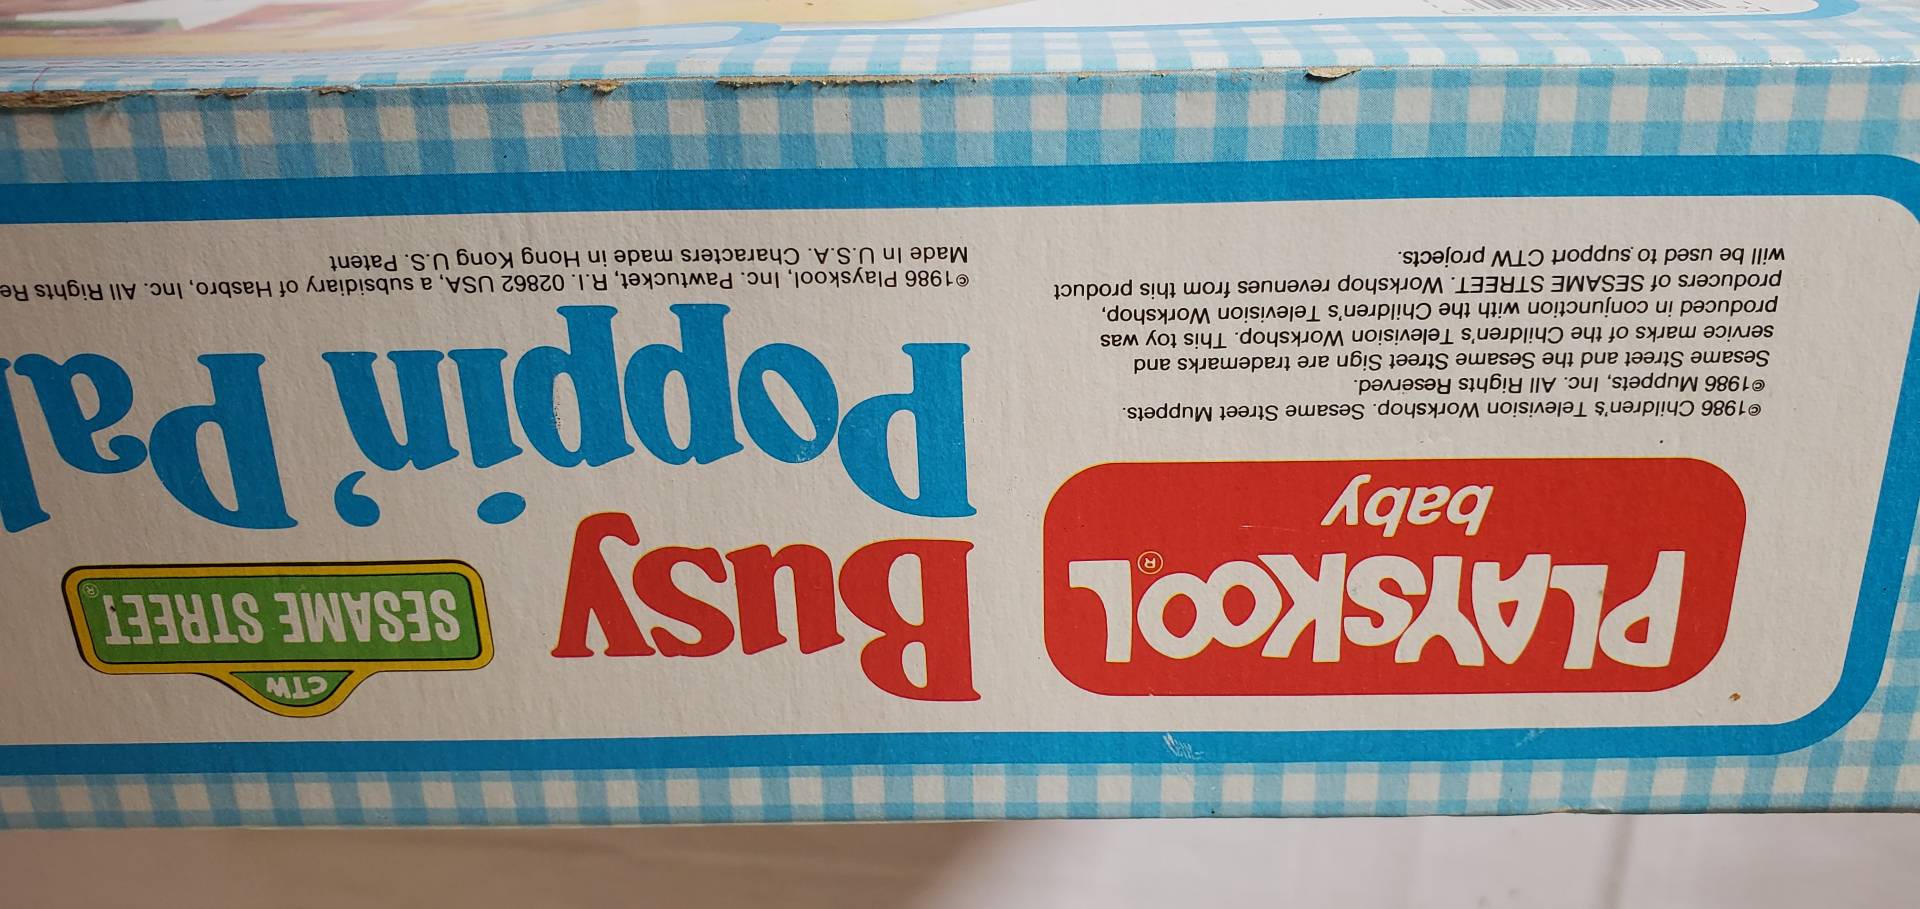 PLAYSKOOL®
baby
©1986 Children's Television Workshop. Sesame Street Muppets.
©1986 Muppets, Inc. All Rights Reserved.
Sesame Street and the Sesame Street Sign are trademarks and
service marks of the Children's Television Workshop. This toy was
produced in conjunction with the Children's Television Workshop,
producers of SESAME STREET. Workshop revenues from this product
will be used to support CTW projects.
Busy
Poppin' Pa
CTW
SESAME STREET®
©1986 Playskool, Inc. Pawtucket, R.I. 02862 USA, a subsidiary of Hasbro, Inc. All Rights Re
Made In U.S.A. Characters made in Hong Kong U.S. Patent